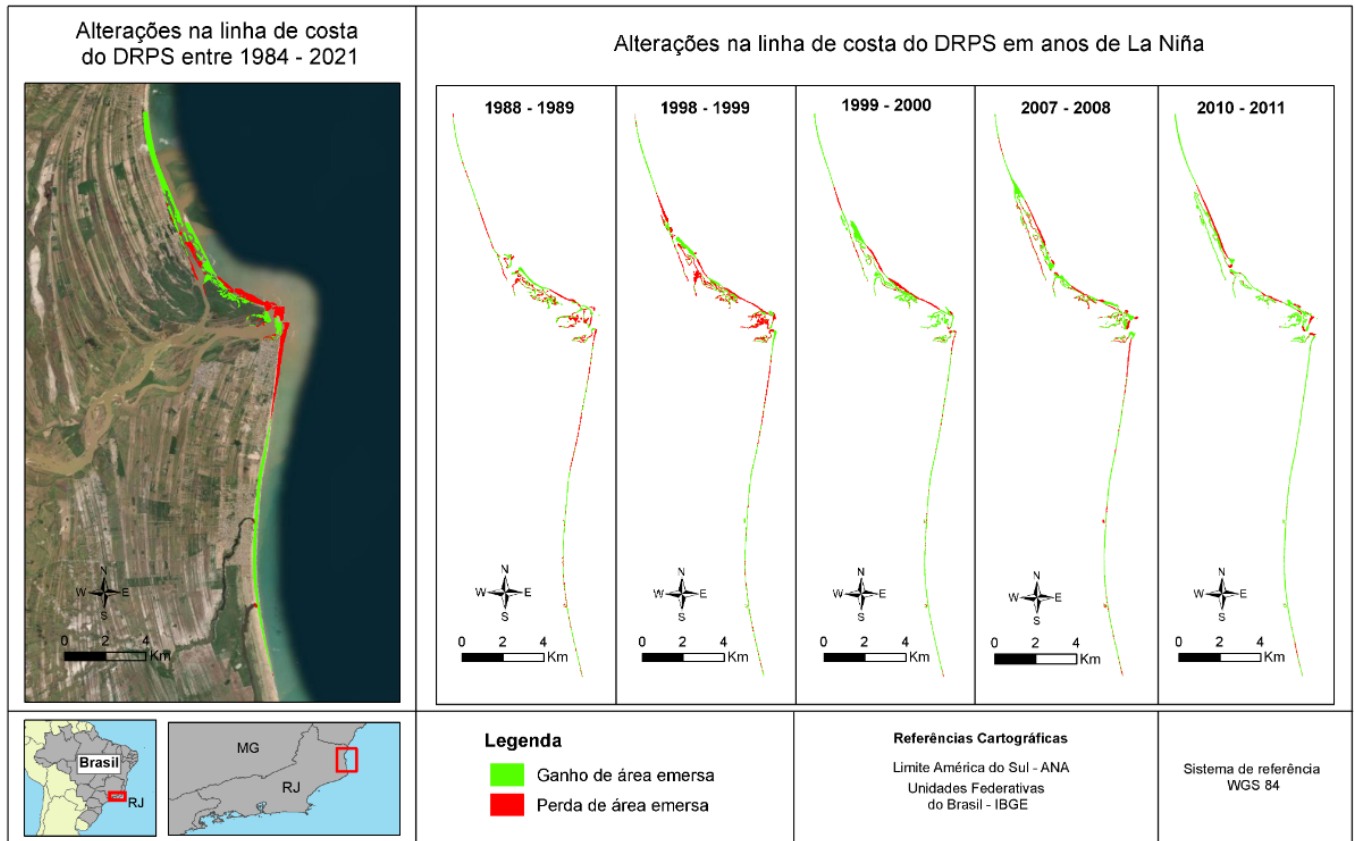 Alterações na linha de costa
do DRPS entre 1984 - 2021
N
W E
S
0 2 4
Km
Alterações na linha de costa do DRPS em anos de La Niña
1988 - 1989
N
W E
S
0 2 4
Km
1998 - 1999
N
W E
S
0 2 4
Km
1999 - 2000
N
W E
S
0 2 4
Km
2007 - 2008
N
W E
S
0 2 4
Km
2010 - 2011
N
W E
S
0 2 4
Km
Brasil
RJ
MG
RJ
Legenda
Ganho de área emersa
Perda de área emersa
Referências Cartográficas
Limite América do Sul - ANA
Unidades Federativas
do Brasil - IBGE
Sistema de referência
WGS 84